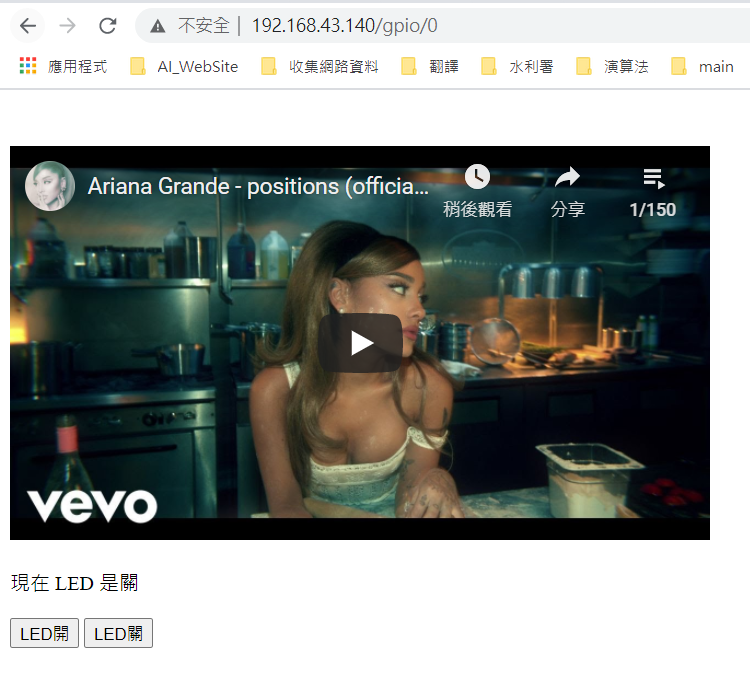 不安全 | 192.168.43.140/gpio/0
應用程式 AI_WebSite 收集網路資料 翻譯 水利署 演算法 main
Ariana Grande - positions (officia...
稍後觀看 分享 1/150
vevo
現在 LED 是關
LED開 LED關